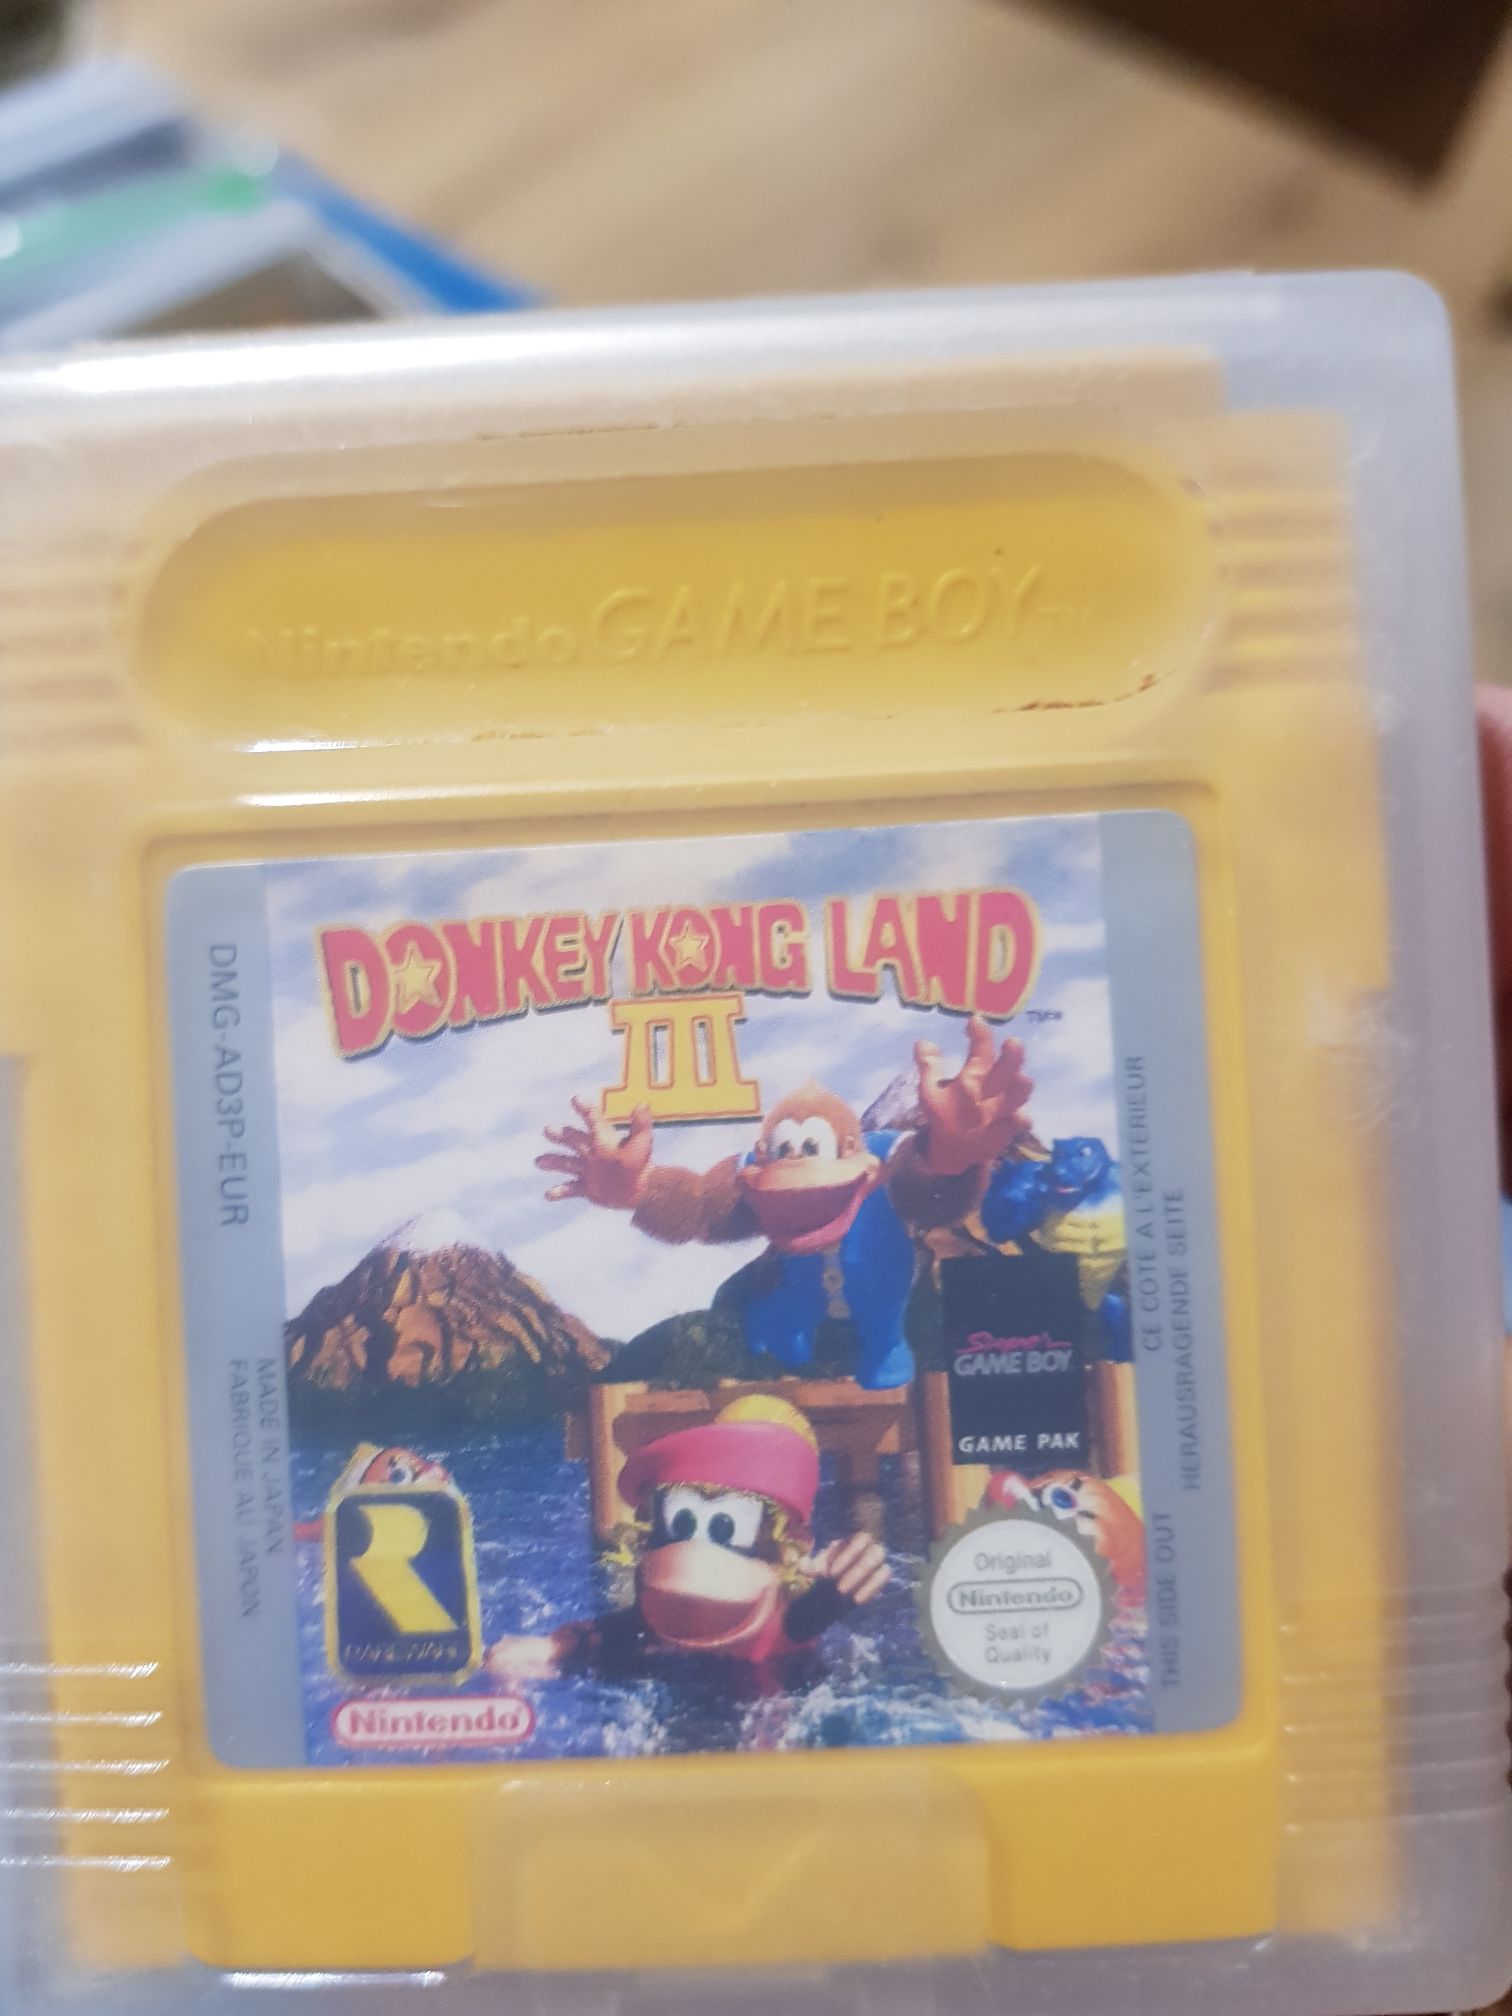 Nintendo GAME BOY TM
DONKEY KONG LAND
III
DMG-AD3P-EUR
MADE IN JAPAN
FABRIQUE AU JAPON
CE COTE A L'EXTERIEUR
HERAUSRAGENDE SEITE
THIS SIDE OUT
Super
GAME BOY
GAME PAK
RAREWARE
Original
Nintendo
Seal of
Quality
Nintendo